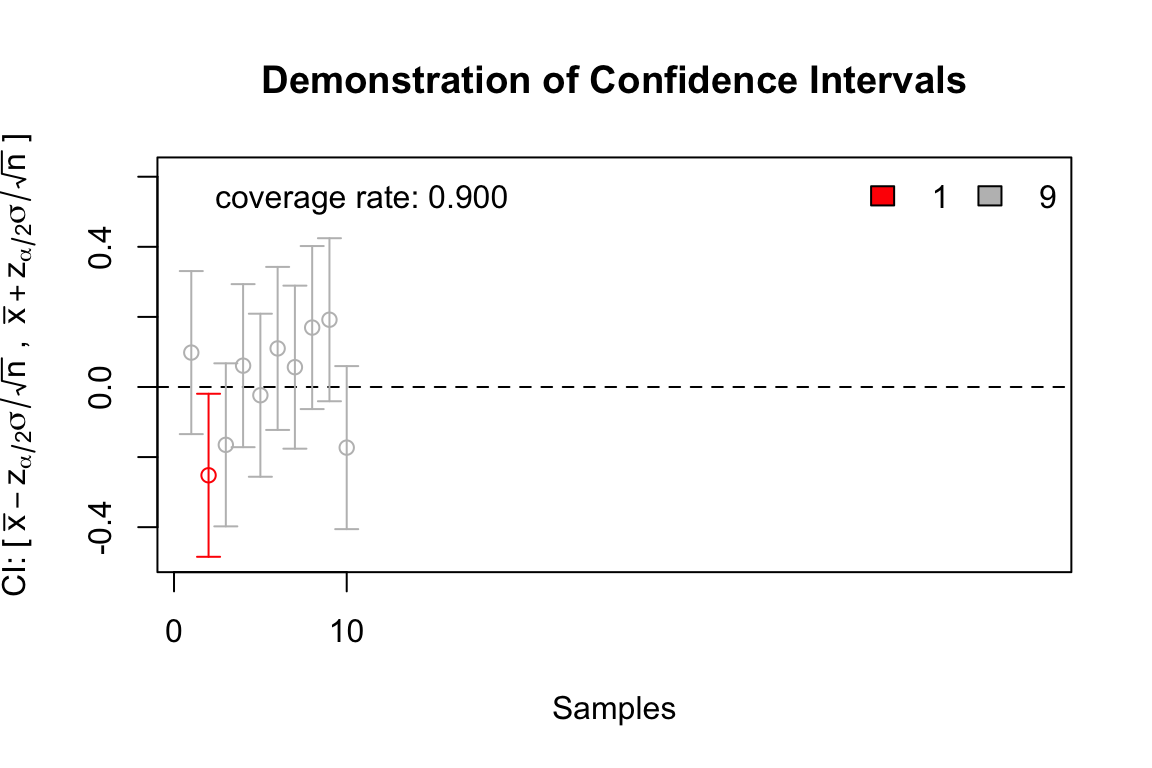 Demonstration of Confidence Intervals
coverage rate: 0.900
1
9
CI: [ x̅ − zα/2σ/√n , x̅ + zα/2σ/√n ]
0.4
0.0
-0.4
0
10
Samples